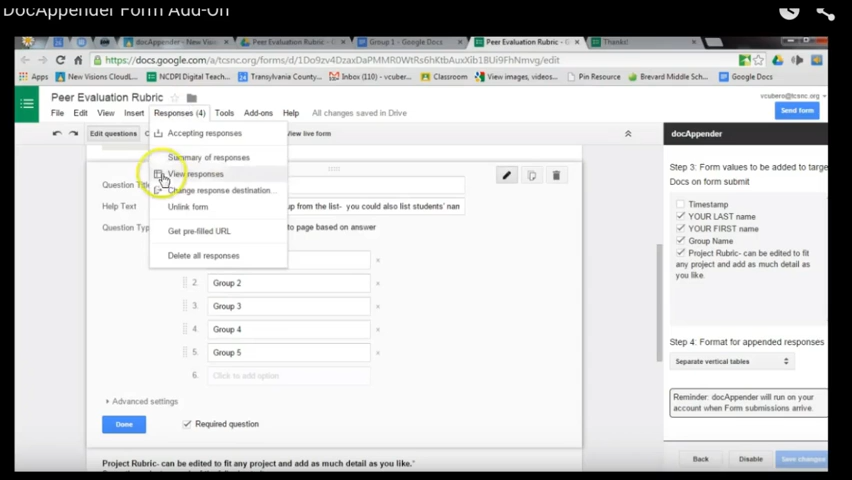 DocAppender Form Add-On
docAppender - New Visi
Peer Evaluation Rubric -
Group 1 - Google Docs
Peer Evaluation Rubric - G
Thanks!
https://docs.google.com/forms/d/1Do9zv4DzaxDaPMMR0WtRs6hKtbAuxXib1BUi9FhNmvg/edit
Apps
New Visions CloudL...
NCDPI Digital Teach...
Transylvania County...
Inbox (110) - vcuber...
Classroom
View images, videos...
Pin Resource
Brevard Middle Sch...
Google Docs
Peer Evaluation Rubric
vcubero@tcsnc.org
File
Edit
View
Insert
Responses (4)
Tools
Add-ons
Help
All changes saved in Drive
Send form
Edit questions
View live form
Accepting responses
Summary of responses
View responses
Change response destination...
Unlink form
Get pre-filled URL
Delete all responses
Question Title
Help Text
up from the list- you could also list students' nan
Question Type
to page based on answer
2. Group 2
3. Group 3
4. Group 4
5. Group 5
6. Click to add option
Advanced settings
Done
Required question
Project Rubric- can be edited to fit any project and add as much detail as you like.*
docAppender
Step 3: Form values to be added to target
Docs on form submit
Timestamp
YOUR LAST name
YOUR FIRST name
Group Name
Project Rubric- can be edited to fit
any project and add as much detail as
you like.
Step 4: Format for appended responses
Separate vertical tables
Reminder: docAppender will run on your
account when Form submissions arrive.
Back
Disable
Save changes